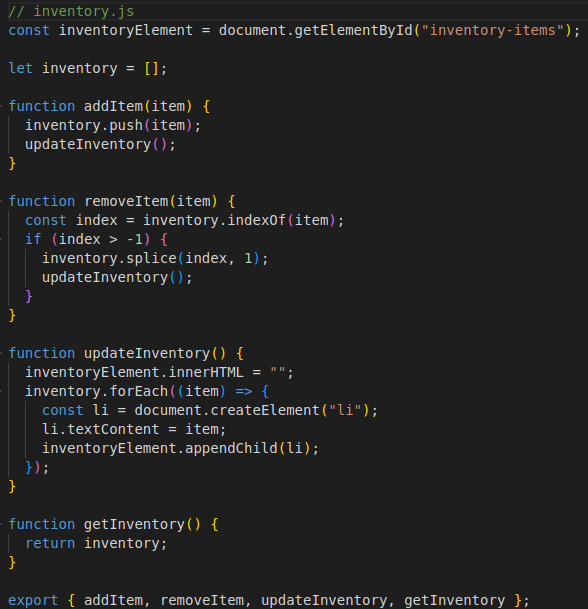 // inventory.js
const inventoryElement = document.getElementById("inventory-items");

let inventory = [];

function addItem(item) {
  inventory.push(item);
  updateInventory();
}

function removeItem(item) {
  const index = inventory.indexOf(item);
  if (index > -1) {
    inventory.splice(index, 1);
    updateInventory();
  }
}

function updateInventory() {
  inventoryElement.innerHTML = "";
  inventory.forEach((item) => {
    const li = document.createElement("li");
    li.textContent = item;
    inventoryElement.appendChild(li);
  });
}

function getInventory() {
  return inventory;
}

export { addItem, removeItem, updateInventory, getInventory };